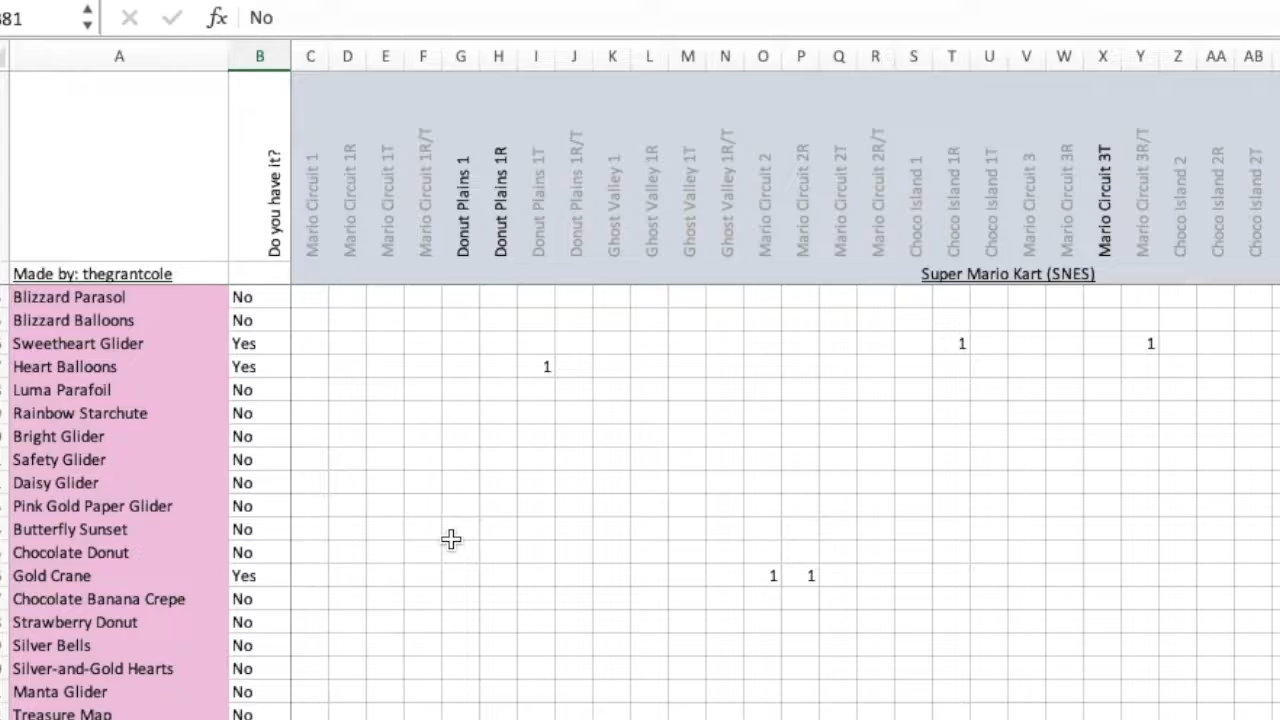 B81 fx No
A B C D E F G H I J K L M N O P Q R S T U V W X Y Z AA AB
Do you have it?
Mario Circuit 1
Mario Circuit 1R
Mario Circuit 1T
Mario Circuit 1R/T
Donut Plains 1
Donut Plains 1R
Donut Plains 1T
Donut Plains 1R/T
Ghost Valley 1
Ghost Valley 1R
Ghost Valley 1T
Ghost Valley 1R/T
Mario Circuit 2
Mario Circuit 2R
Mario Circuit 2T
Mario Circuit 2R/T
Choco Island 1
Choco Island 1R
Choco Island 1T
Mario Circuit 3
Mario Circuit 3R
Mario Circuit 3T
Mario Circuit 3R/T
Choco Island 2
Choco Island 2R
Choco Island 2T
Made by: thegrantcole Super Mario Kart (SNES)
Blizzard Parasol No
Blizzard Balloons No
Sweetheart Glider Yes 1 1
Heart Balloons Yes 1
Luma Parafoil No
Rainbow Starchute No
Bright Glider No
Safety Glider No
Daisy Glider No
Pink Gold Paper Glider No
Butterfly Sunset No
Chocolate Donut No
Gold Crane Yes 1 1
Chocolate Banana Crepe No
Strawberry Donut No
Silver Bells No
Silver-and-Gold Hearts No
Manta Glider No
Treasure Map No